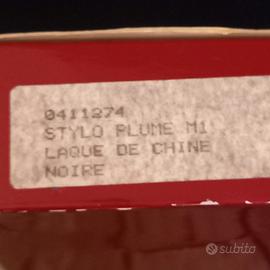 0411274
STYLO PLUME M1
LAQUE DE CHINE
NOIRE
subito